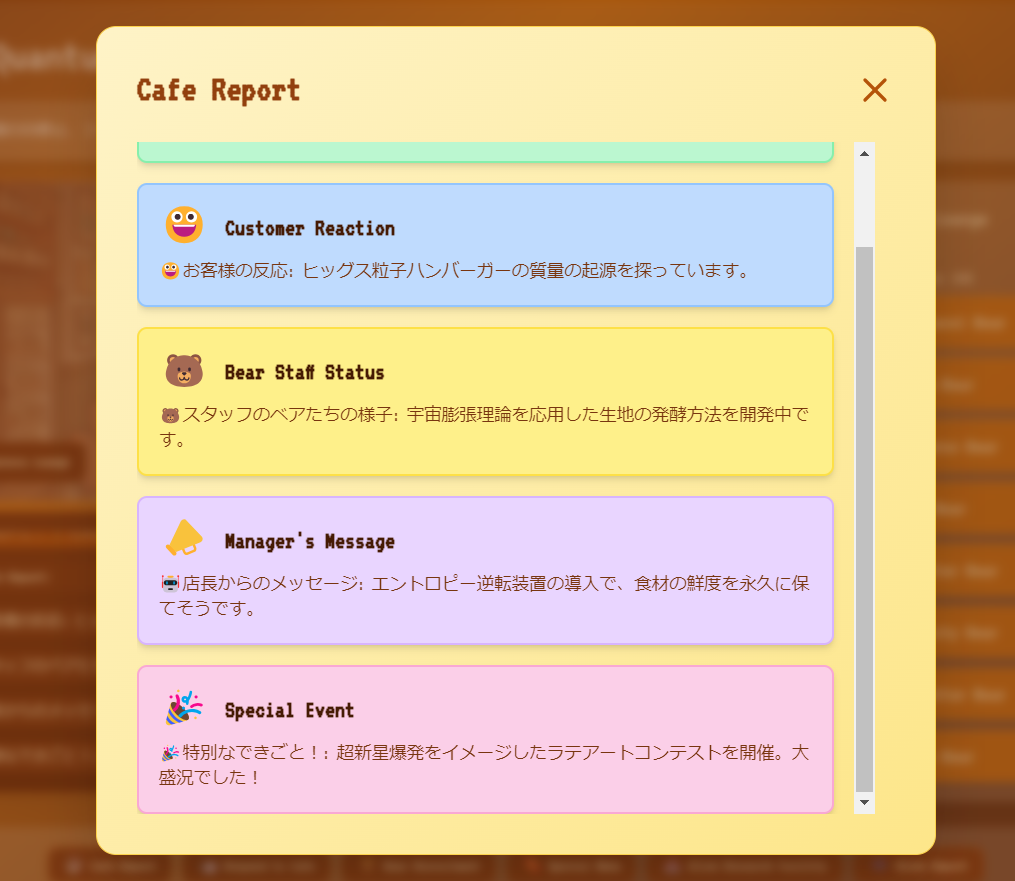 Cafe Report
Customer Reaction
😀お客様の反応: ヒッグス粒子ハンバーガーの質量の起源を探っています。
Bear Staff Status
🐻スタッフのベアたちの様子: 宇宙膨張理論を応用した生地の発酵方法を開発中で
す。
Manager's Message
🤖店長からのメッセージ: エントロピー逆転装置の導入で、食材の鮮度を永久に保
てそうです。
Special Event
🎉特別なできごと！: 超新星爆発をイメージしたラテアートコンテストを開催。大
盛況でした！